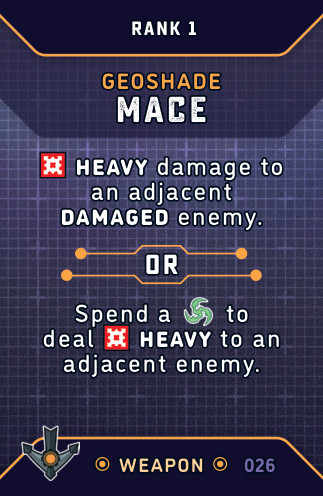 RANK 1
GEOSHADE
MACE
HEAVY damage to
an adjacent
DAMAGED enemy.
OR
Spend a to
deal HEAVY to an
adjacent enemy.
WEAPON 026